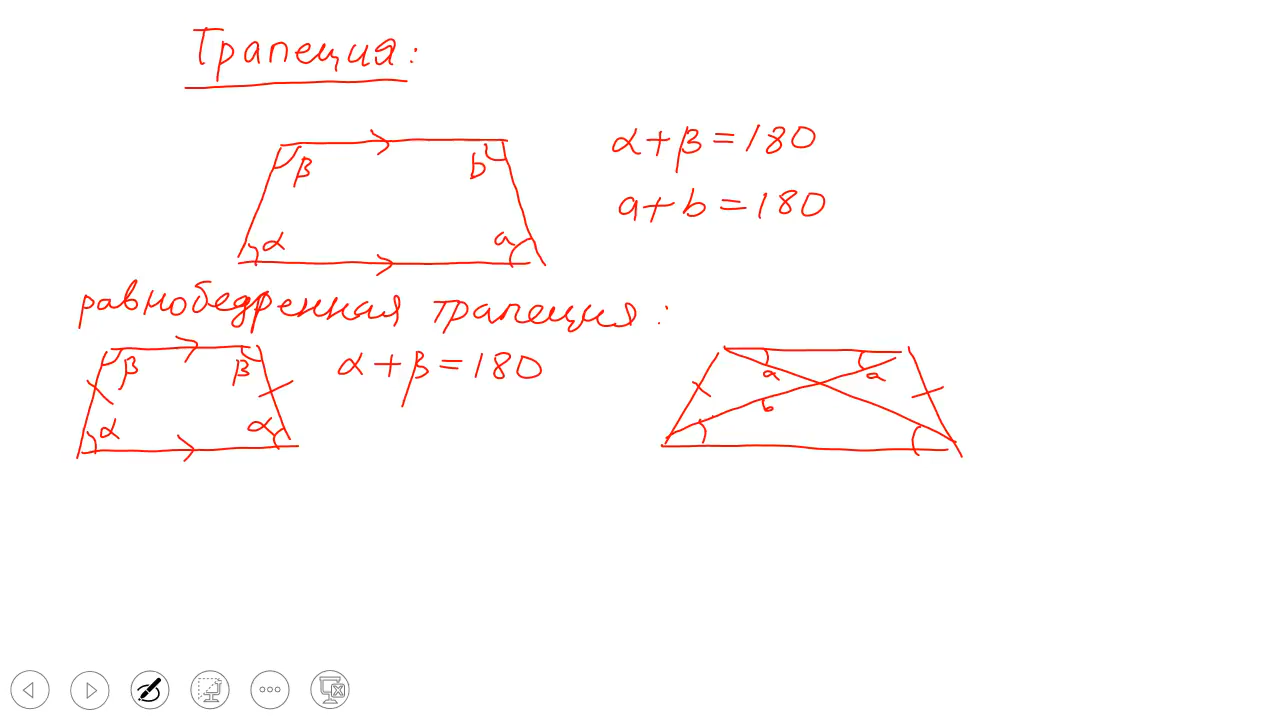 Трапеция:
β b
α a
α+β=180
a+b=180
равнобедренная трапеция:
β β
α α
α+β=180
a a
b